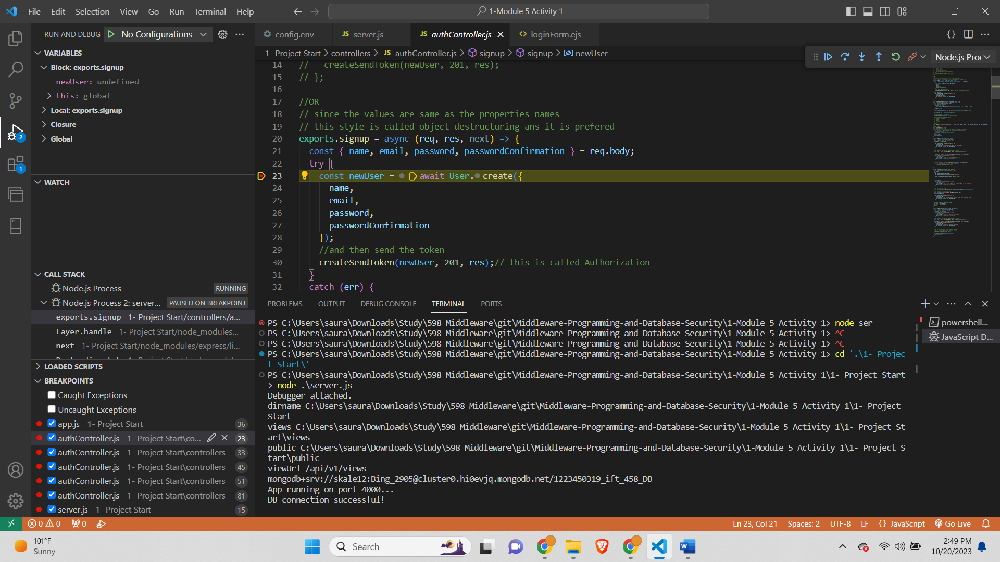 File Edit Selection View Go Run Terminal Help
1-Module 5 Activity 1
RUN AND DEBUG No Configurations
VARIABLES
Block: exports.signup
newUser: undefined
this: global
Local: exports.signup
Closure
Global
WATCH
CALL STACK
Node.js Process RUNNING
Node.js Process 2: server... PAUSED ON BREAKPOINT
exports.signup 1- Project Start/controllers/a...
Layer.handle 1- Project Start/node_modules...
next 1- Project Start/node_modules/express/li...
LOADED SCRIPTS
BREAKPOINTS
Caught Exceptions
Uncaught Exceptions
app.js 1- Project Start 36
authController.js 1- Project Start\co... 23
authController.js 1- Project Start\controllers 33
authController.js 1- Project Start\controllers 45
authController.js 1- Project Start\controllers 51
authController.js 1- Project Start\controllers 81
server.js 1- Project Start 15
config.env JS server.js JS authController.js loginForm.ejs
1- Project Start > controllers > JS authController.js > signup > signup > newUser
Node.js Proc
14 // createSendToken(newUser, 201, res);
15 // };
16
17 //OR
18 // since the values are same as the properties names
19 // this style is called object destructuring ans it is prefered
20 exports.signup = async (req, res, next) => {
21 const { name, email, password, passwordConfirmation } = req.body;
22 try {
23 const newUser = await User.create({
24 name,
25 email,
26 password,
27 passwordConfirmation
28 });
29 //and then send the token
30 createSendToken(newUser, 201, res);// this is called Authorization
31 }
32 catch (err) {
PROBLEMS OUTPUT DEBUG CONSOLE TERMINAL PORTS
powershell...
JavaScript D...
PS C:\Users\saura\Downloads\Study\598 Middleware\git\Middleware-Programming-and-Database-Security\1-Module 5 Activity 1> node ser
PS C:\Users\saura\Downloads\Study\598 Middleware\git\Middleware-Programming-and-Database-Security\1-Module 5 Activity 1> ^C
PS C:\Users\saura\Downloads\Study\598 Middleware\git\Middleware-Programming-and-Database-Security\1-Module 5 Activity 1> ^C
PS C:\Users\saura\Downloads\Study\598 Middleware\git\Middleware-Programming-and-Database-Security\1-Module 5 Activity 1> cd '.\1- Projec
t Start\'
PS C:\Users\saura\Downloads\Study\598 Middleware\git\Middleware-Programming-and-Database-Security\1-Module 5 Activity 1\1- Project Start
> node .\server.js
Debugger attached.
dirname C:\Users\saura\Downloads\Study\598 Middleware\git\Middleware-Programming-and-Database-Security\1-Module 5 Activity 1\1- Project
Start
views C:\Users\saura\Downloads\Study\598 Middleware\git\Middleware-Programming-and-Database-Security\1-Module 5 Activity 1\1- Project St
art\views
public C:\Users\saura\Downloads\Study\598 Middleware\git\Middleware-Programming-and-Database-Security\1-Module 5 Activity 1\1- Project S
tart\public
viewUrl /api/v1/views
mongodb+srv://skale12:Bing_2905@cluster0.hi0evjq.mongodb.net/1223450319_ift_458_DB
App running on port 4000...
DB connection successful!
2
1
0 0 0
Ln 23, Col 21 Spaces: 2 UTF-8 LF {} JavaScript Go Live
101°F
Sunny
Search
2:49 PM
10/20/2023